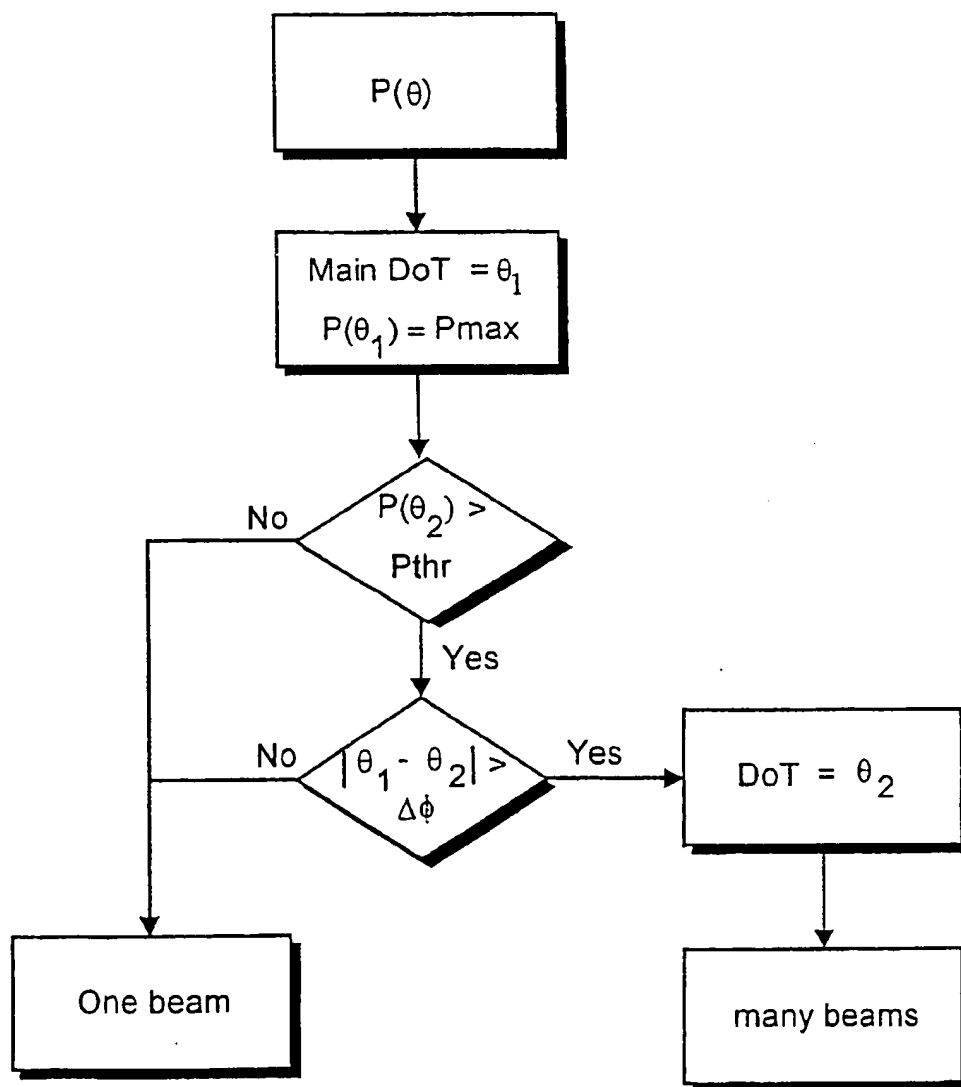 P(θ)
Main DoT = θ₁
P(θ₁) = Pmax
P(θ₂) >
Pthr
No
Yes
|θ₁ - θ₂| >
Δϕ
No
Yes
DoT = θ₂
One beam
many beams